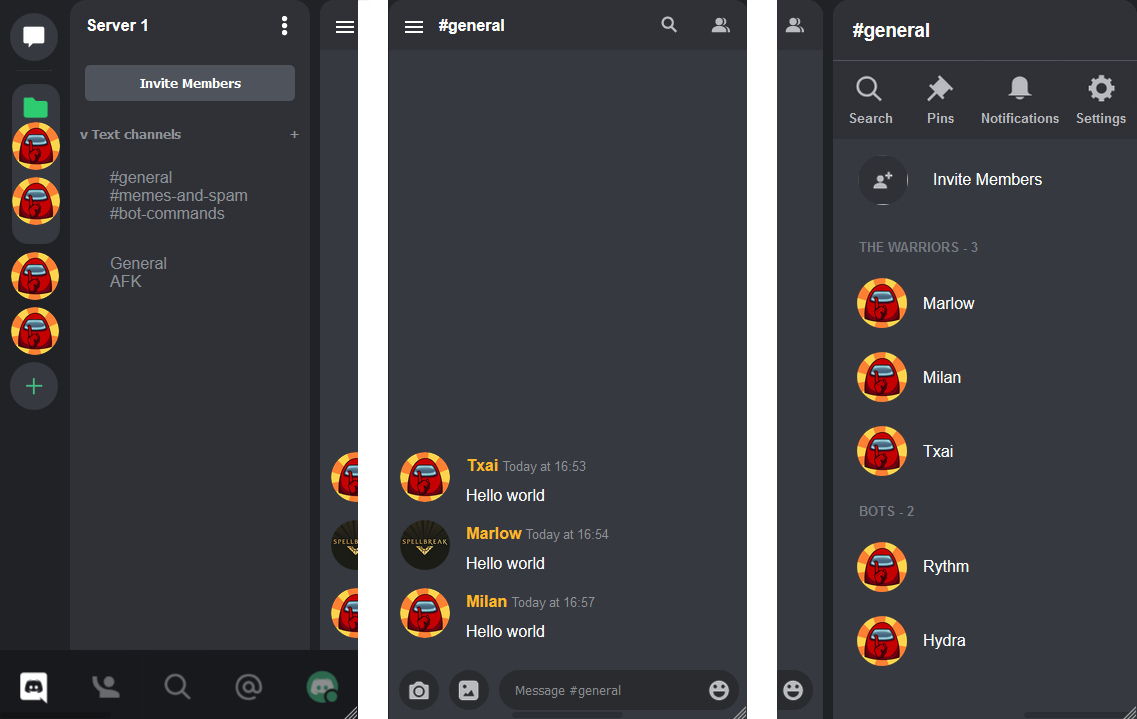 Server 1
Invite Members
v Text channels +
#general
#memes-and-spam
#bot-commands
General
AFK
SPELLB
#general
Txai Today at 16:53
Hello world
Marlow Today at 16:54
SPELLBREAK
Hello world
Milan Today at 16:57
Hello world
Message #general
#general
Search Pins Notifications Settings
Invite Members
THE WARRIORS - 3
Marlow
Milan
Txai
BOTS - 2
Rythm
Hydra